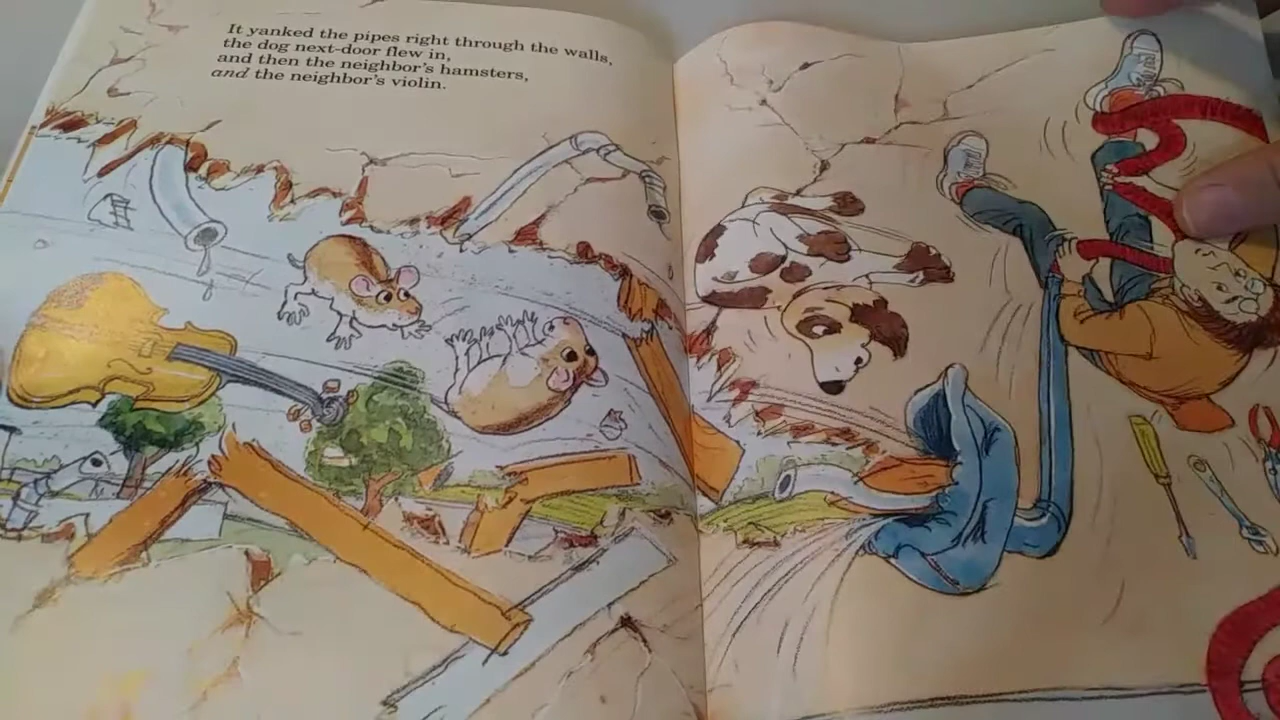 It yanked the pipes right through the walls,
the dog next-door flew in,
and then the neighbor's hamsters,
and the neighbor's violin.